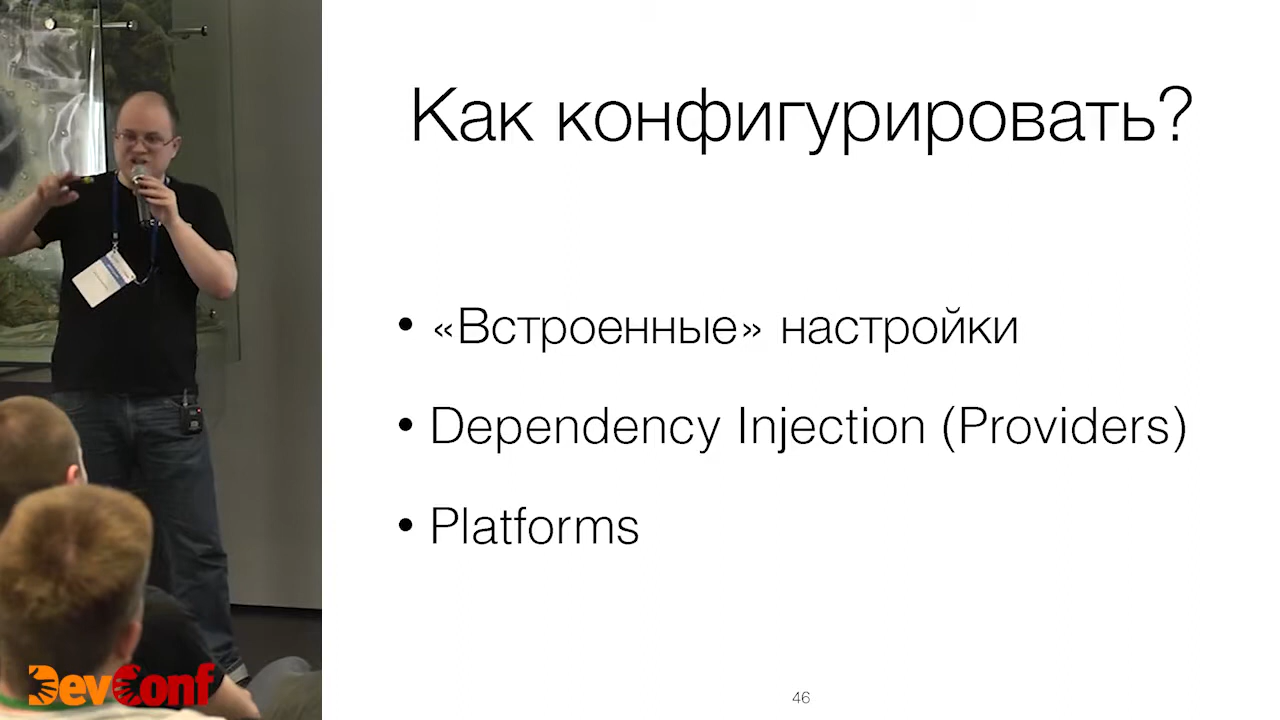 Как конфигурировать?
• «Встроенные» настройки
• Dependency Injection (Providers)
• Platforms
DevConf
46